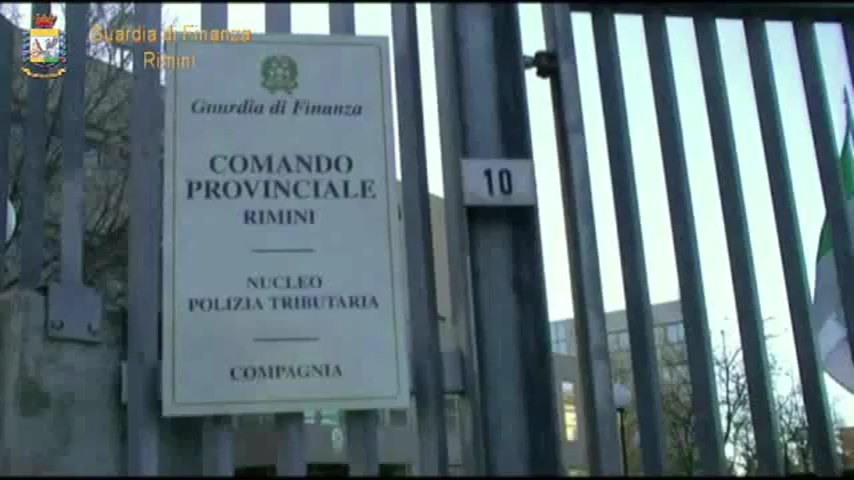 Guardia di Finanza
Rimini
Guardia di Finanza
COMANDO
PROVINCIALE
RIMINI
NUCLEO
POLIZIA TRIBUTARIA
COMPAGNIA
10